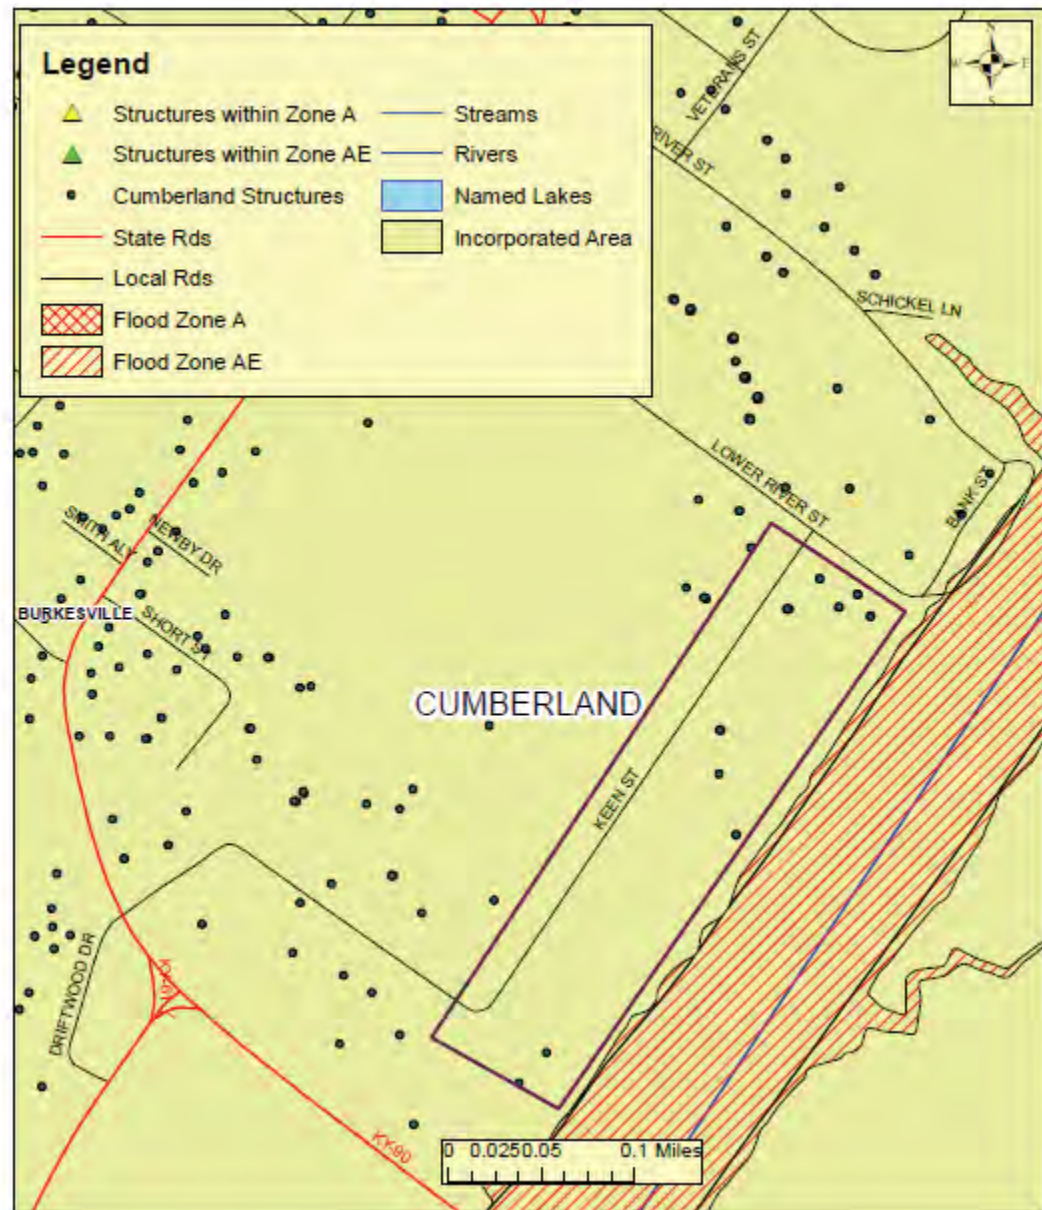 N
W E
S
Legend
Structures within Zone A
Structures within Zone AE
Cumberland Structures
State Rds
Local Rds
Flood Zone A
Flood Zone AE
Streams
Rivers
Named Lakes
Incorporated Area
VETERANS ST
RIVER ST
SCHICKEL LN
LOWER RIVER ST
BANK ST
SMITH ALY
NEWBY DR
BURKESVILLE
SHORT ST
CUMBERLAND
KEEN ST
DRIFTWOOD DR
KY-90
0 0.0250.05 0.1 Miles